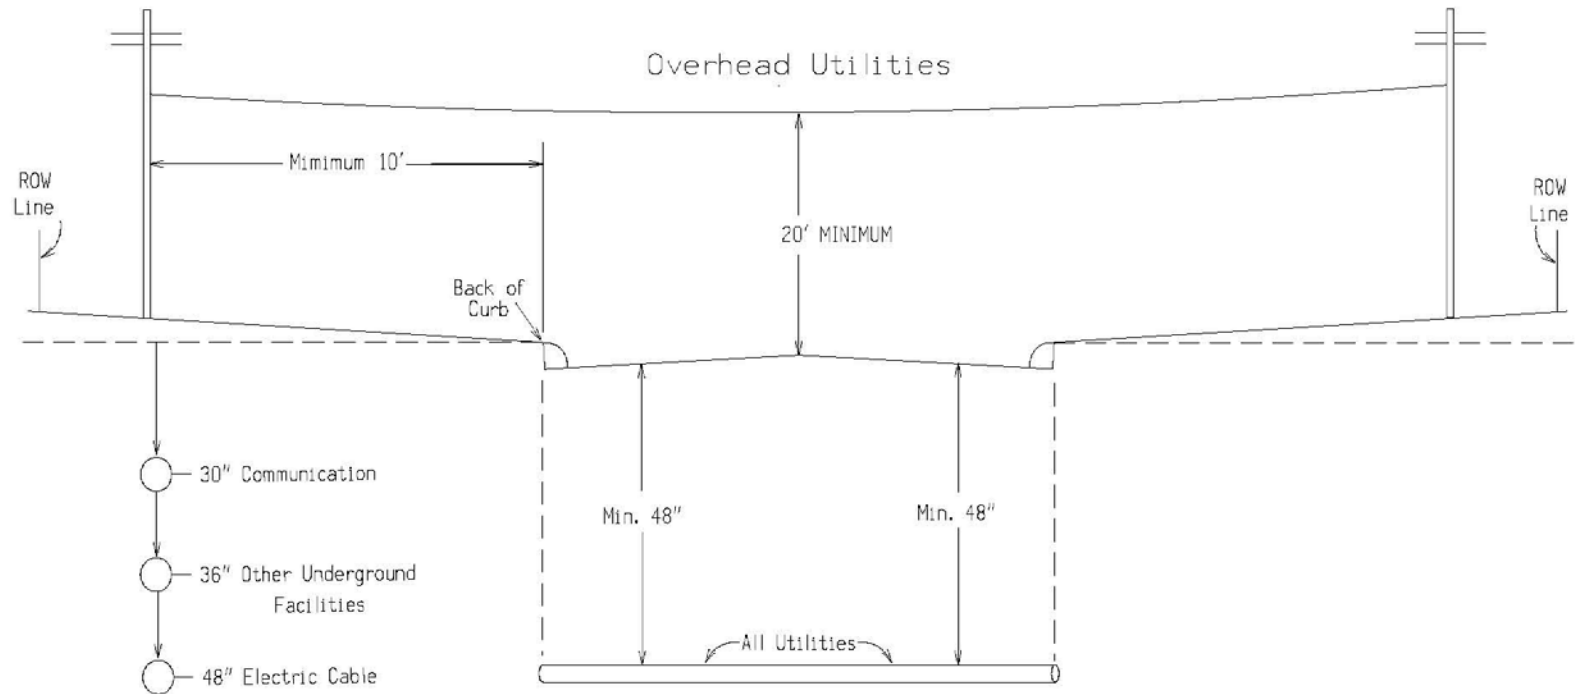 Overhead Utilities
Mimimum 10'
ROW
Line
ROW
Line
20' MINIMUM
Back of
Curb
30" Communication
Min. 48"
Min. 48"
36" Other Underground
Facilities
All Utilities
48" Electric Cable